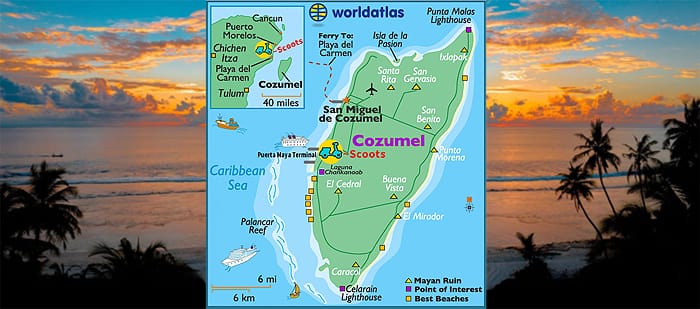 worldatlas
Cancun
Puerto
Morelos
Scoots
Chichen
Itza
Playa del
Carmen
Cozumel
Tulum
40 miles
Ferry To:
Playa del
Carmen
Isla de la
Pasion
Punta Molas
Lighthouse
Ixlapak
Santa
Rita
San
Gervasio
San Miguel
de Cozumel
San
Benito
Cozumel
Scoots
Puerta Maya Terminal
Punta
Morena
Laguna
Chankanaab
Caribbean
Sea
El Cedral
Buena
Vista
El Mirador
Palancar
Reef
Caracol
6 mi
6 km
Celarain
Lighthouse
Mayan Ruin
Point of Interest
Best Beaches